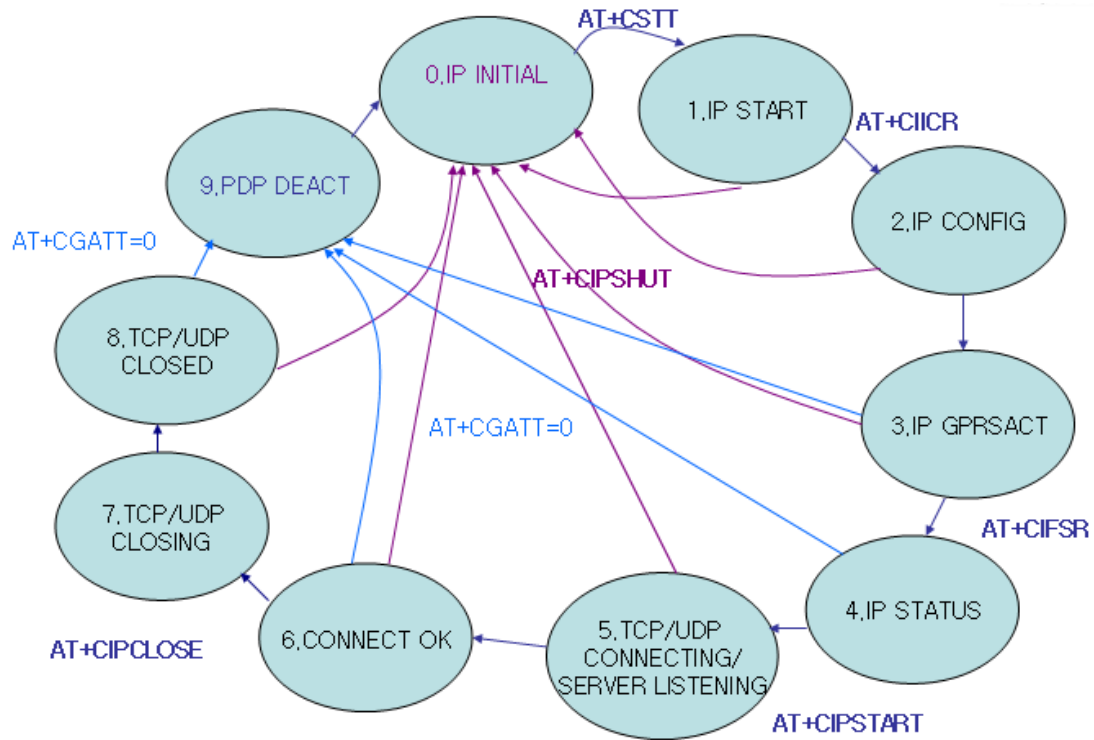 AT+CSTT
0,IP INITIAL
1,IP START
AT+CIICR
9,PDP DEACT
2,IP CONFIG
AT+CGATT=0
AT+CIPSHUT
8,TCP/UDP
CLOSED
3,IP GPRSACT
AT+CGATT=0
7,TCP/UDP
CLOSING
AT+CIFSR
4,IP STATUS
6,CONNECT OK
5,TCP/UDP
CONNECTING/
SERVER LISTENING
AT+CIPCLOSE
AT+CIPSTART